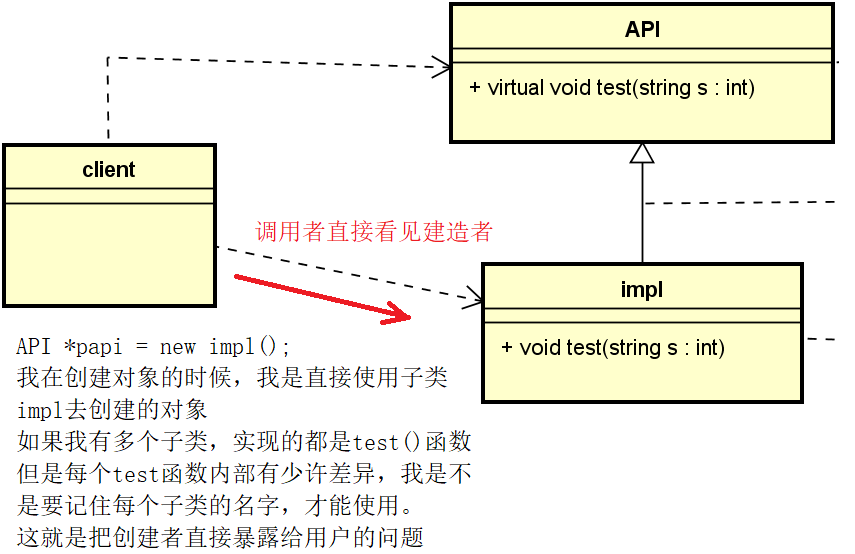 API
+ virtual void test(string s : int)
client
调用者直接看见建造者
impl
+ void test(string s : int)
API *papi = new impl();
我在创建对象的时候，我是直接使用子类
impl去创建的对象
如果我有多个子类，实现的都是test()函数
但是每个test函数内部有少许差异，我是不
是要记住每个子类的名字，才能使用。
这就是把创建者直接暴露给用户的问题